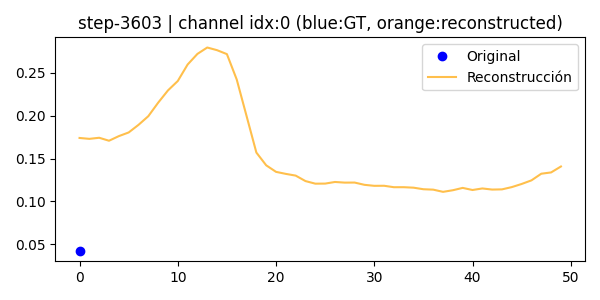 step-3603 | channel idx:0 (blue:GT, orange:reconstructed)
Original
Reconstrucción
0.25
0.20
0.15
0.10
0.05
0 10 20 30 40 50